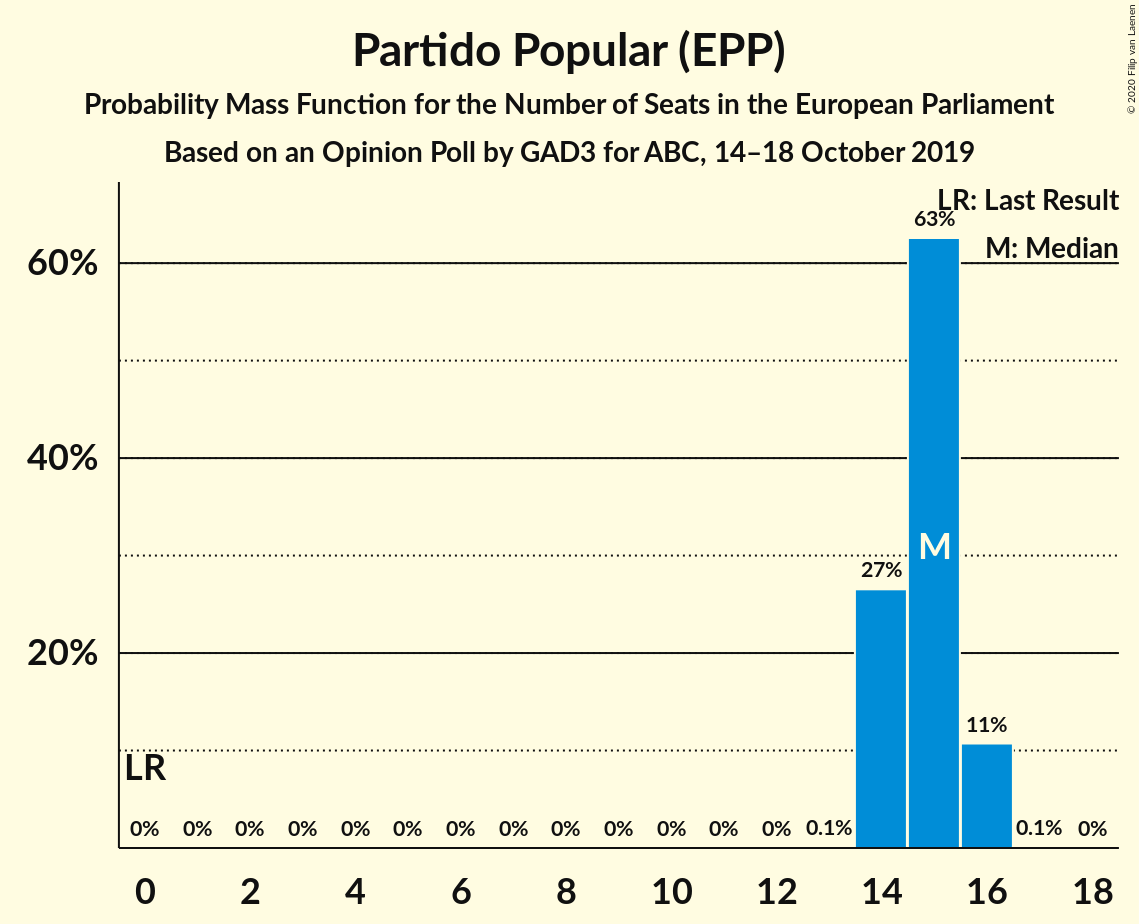 Partido Popular (EPP)
Probability Mass Function for the Number of Seats in the European Parliament
Based on an Opinion Poll by GAD3 for ABC, 14–18 October 2019
© 2020 Filip van Laenen
LR: Last Result
M: Median
63%
60%
40%
M
27%
20%
11%
LR
0% 0% 0% 0% 0% 0% 0% 0% 0% 0% 0% 0% 0% 0.1% 0.1% 0%
0 2 4 6 8 10 12 14 16 18